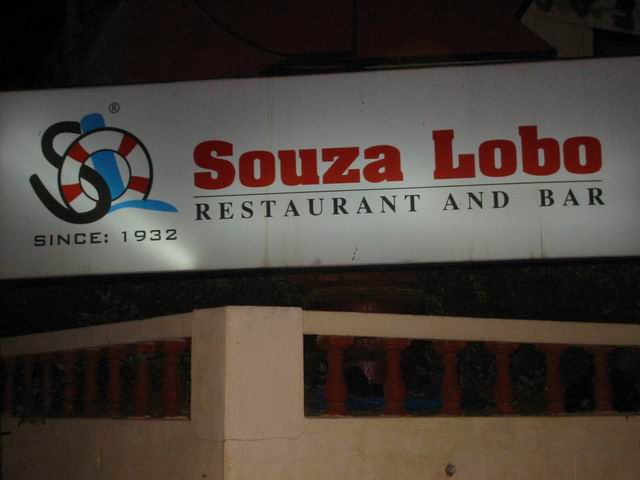 ®
SINCE: 1932
Souza Lobo
RESTAURANT AND BAR